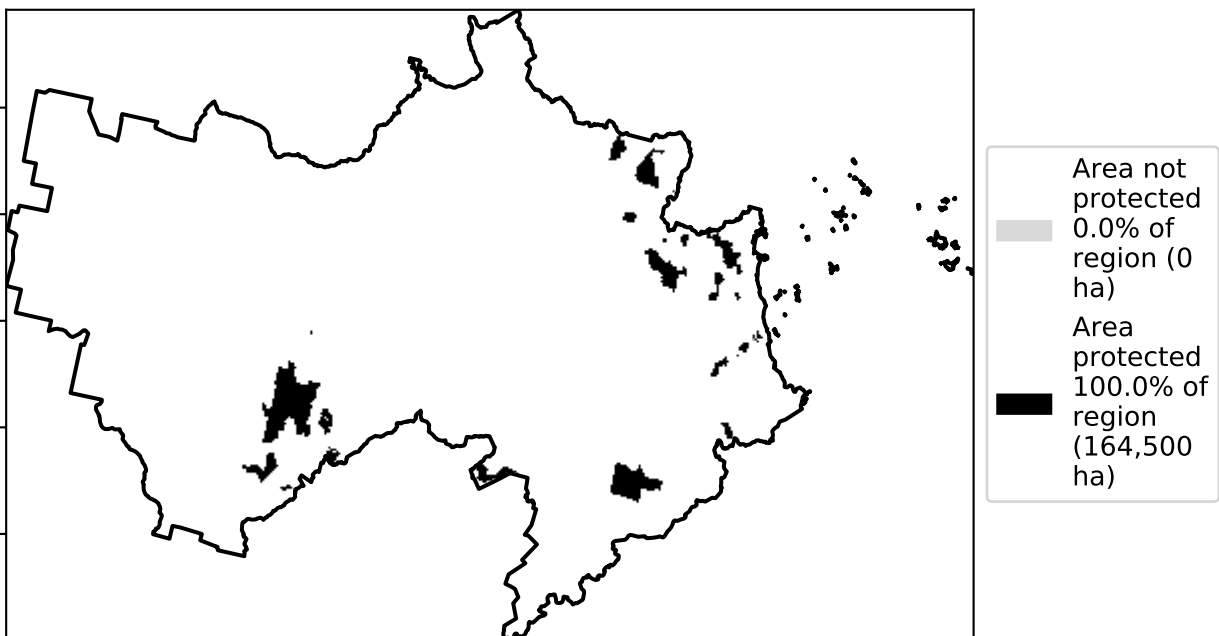 Area not
protected
0.0% of
region (0
ha)
Area
protected
100.0% of
region
(164,500
ha)